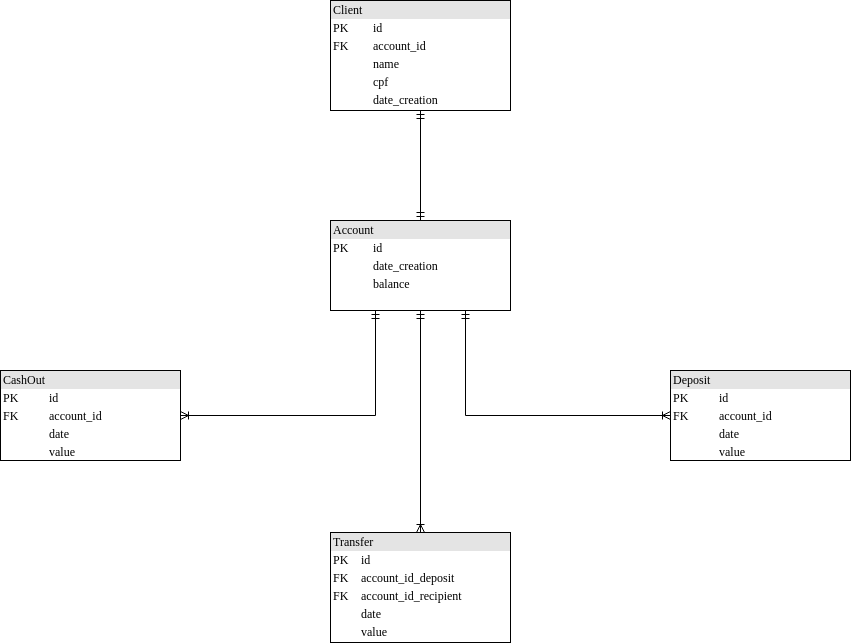 Client
PK id
FK account_id
name
cpf
date_creation
Account
PK id
date_creation
balance
CashOut
PK id
FK account_id
date
value
Deposit
PK id
FK account_id
date
value
Transfer
PK id
FK account_id_deposit
FK account_id_recipient
date
value